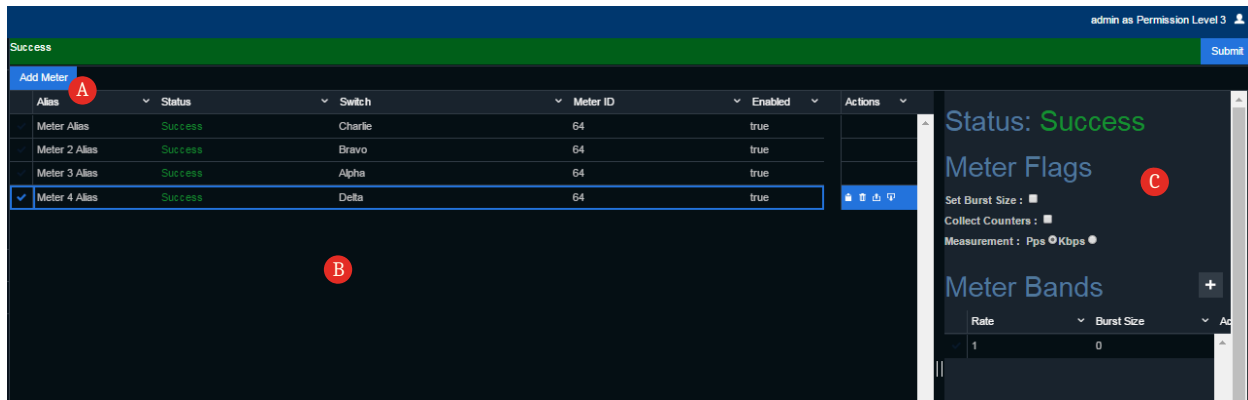 admin as Permission Level 3
Success
Submit
Add Meter
A
Alias Status Switch Meter ID Enabled Actions
Meter Alias Success Charlie 64 true
Meter 2 Alias Success Bravo 64 true
Meter 3 Alias Success Alpha 64 true
Meter 4 Alias Success Delta 64 true
B
Status: Success
Meter Flags
C
Set Burst Size :
Collect Counters :
Measurement : Pps Kbps
Meter Bands
+
Rate Burst Size Ac
1 0